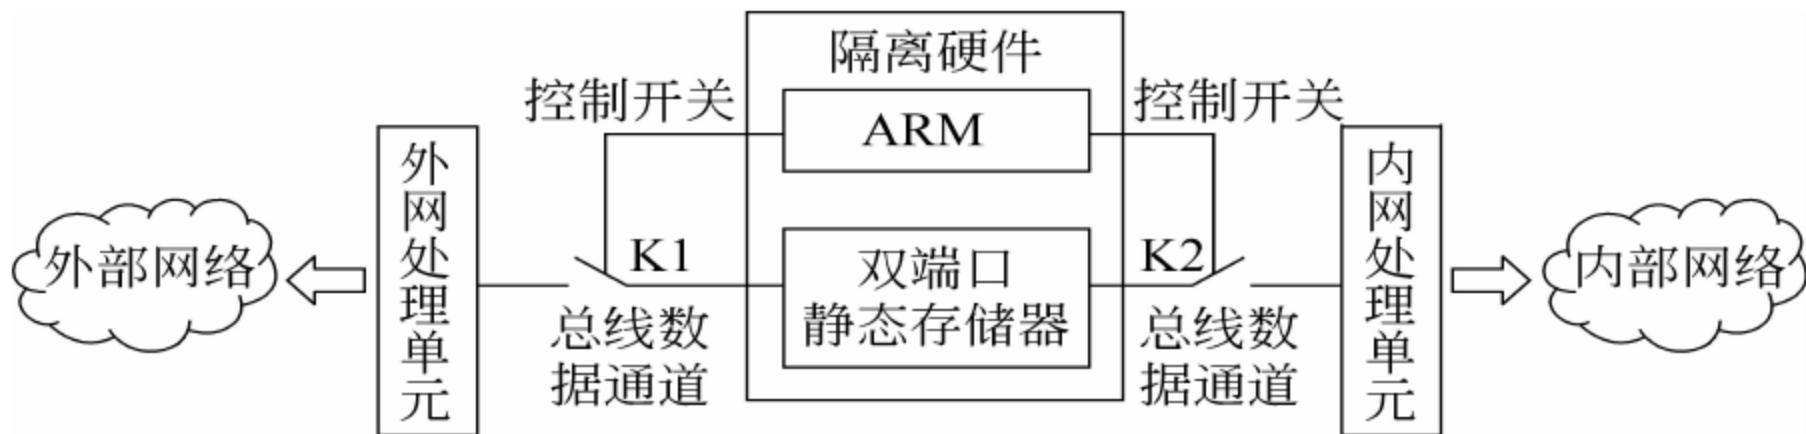 隔离硬件
控制开关
ARM
控制开关
外网处理单元
内网处理单元
外部网络
K1
双端口
静态存储器
K2
内部网络
总线数
据通道
总线数
据通道